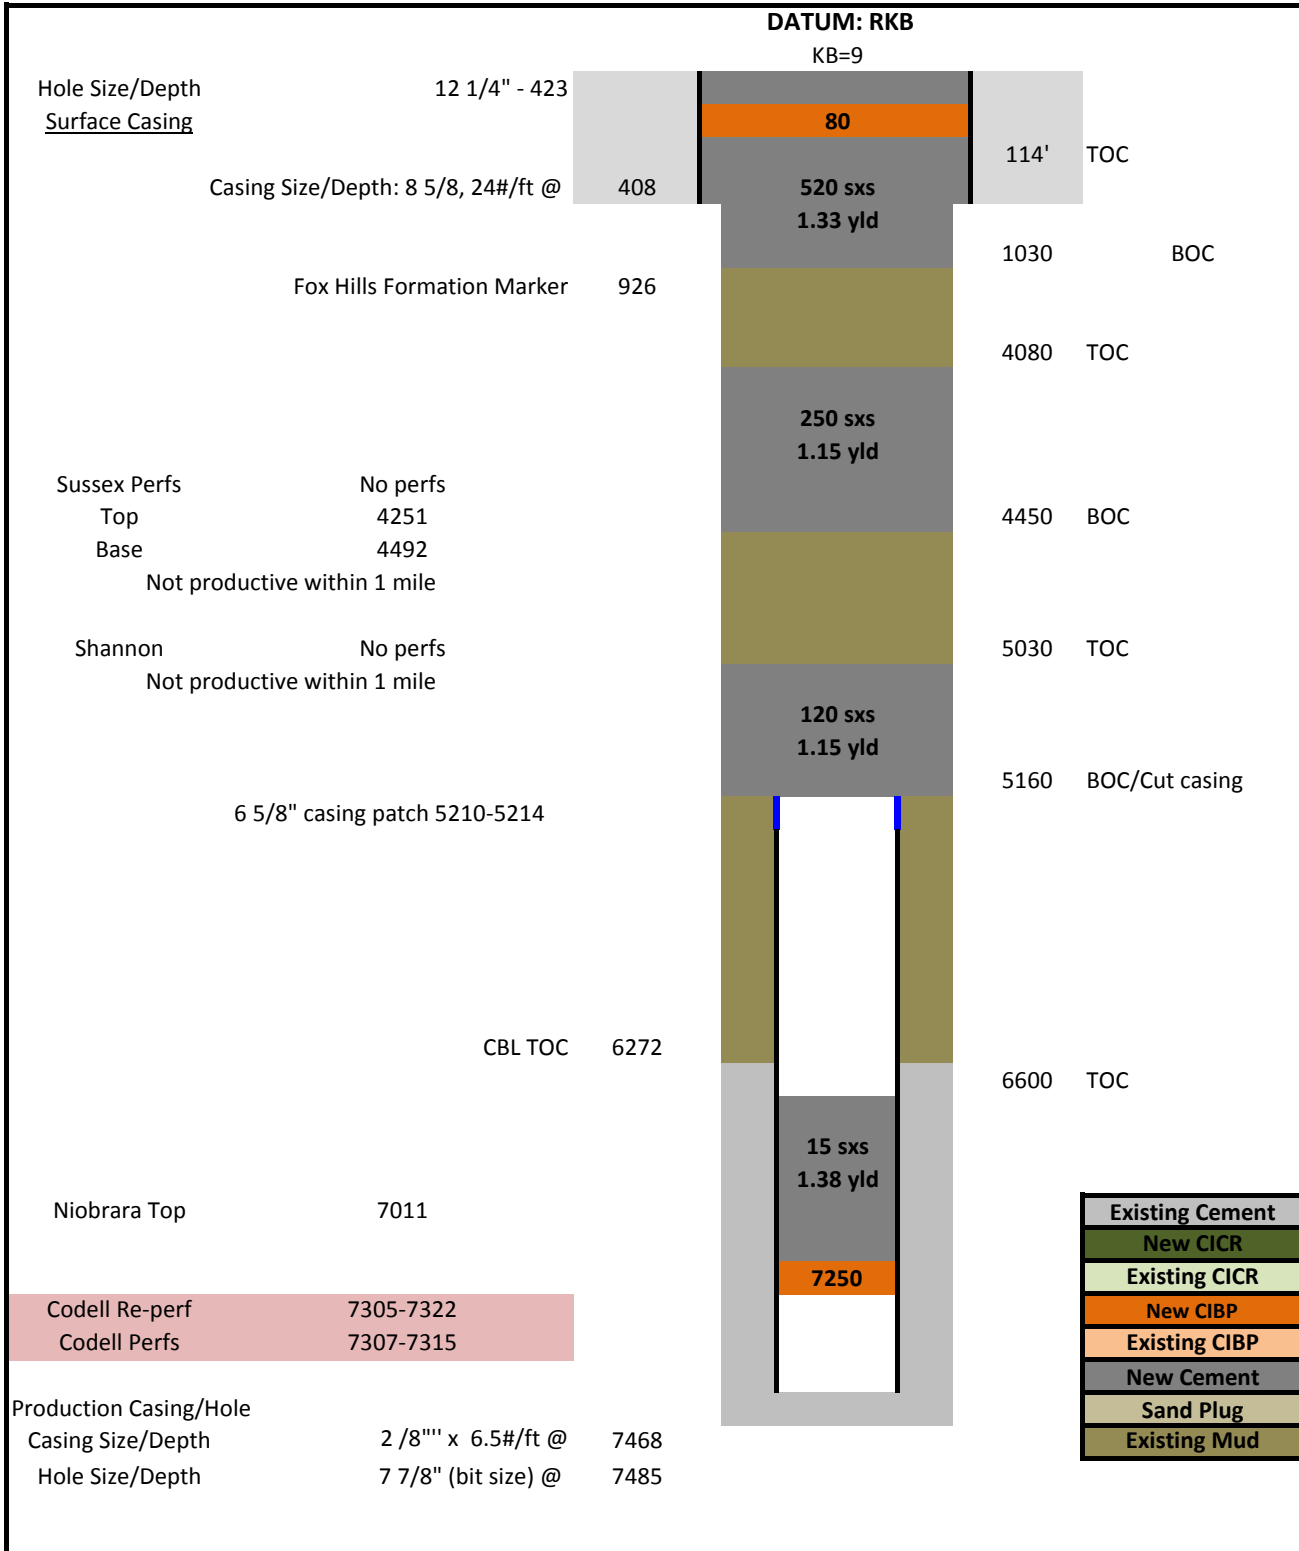 DATUM: RKB
KB=9
Hole Size/Depth 12 1/4" - 423
Surface Casing 80
114' TOC
Casing Size/Depth: 8 5/8, 24#/ft @ 408 520 sxs
1.33 yld
1030 BOC
Fox Hills Formation Marker 926
4080 TOC
250 sxs
1.15 yld
Sussex Perfs No perfs
Top 4251 4450 BOC
Base 4492
Not productive within 1 mile
Shannon No perfs 5030 TOC
Not productive within 1 mile
120 sxs
1.15 yld
5160 BOC/Cut casing
6 5/8" casing patch 5210-5214
CBL TOC 6272
6600 TOC
15 sxs
1.38 yld
Niobrara Top 7011 Existing Cement
New CICR
7250 Existing CICR
Codell Re-perf 7305-7322 New CIBP
Codell Perfs 7307-7315 Existing CIBP
New Cement
Production Casing/Hole Sand Plug
Casing Size/Depth 2 /8""' x 6.5#/ft @ 7468 Existing Mud
Hole Size/Depth 7 7/8" (bit size) @ 7485